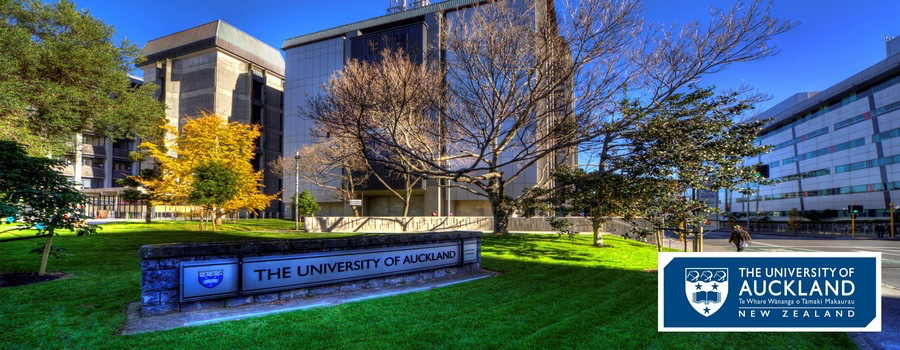 THE UNIVERSITY OF AUCKLAND
THE UNIVERSITY OF
AUCKLAND
Te Whare Wānanga o Tāmaki Makaurau
NEW ZEALAND